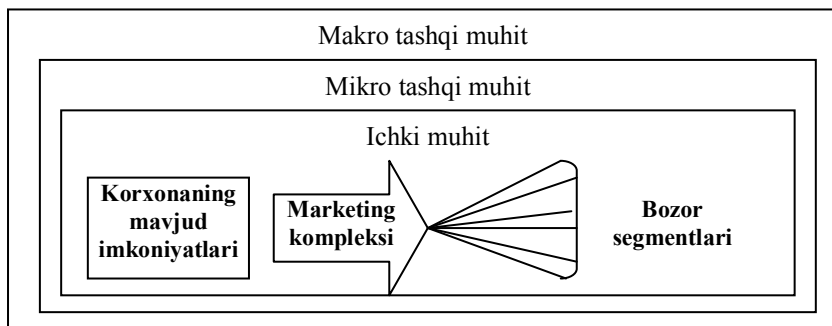 Makro tashqi muhit
Mikro tashqi muhit
Ichki muhit
Korxonaning
mavjud
imkoniyatlari
Marketing
kompleksi
Bozor
segmentlari